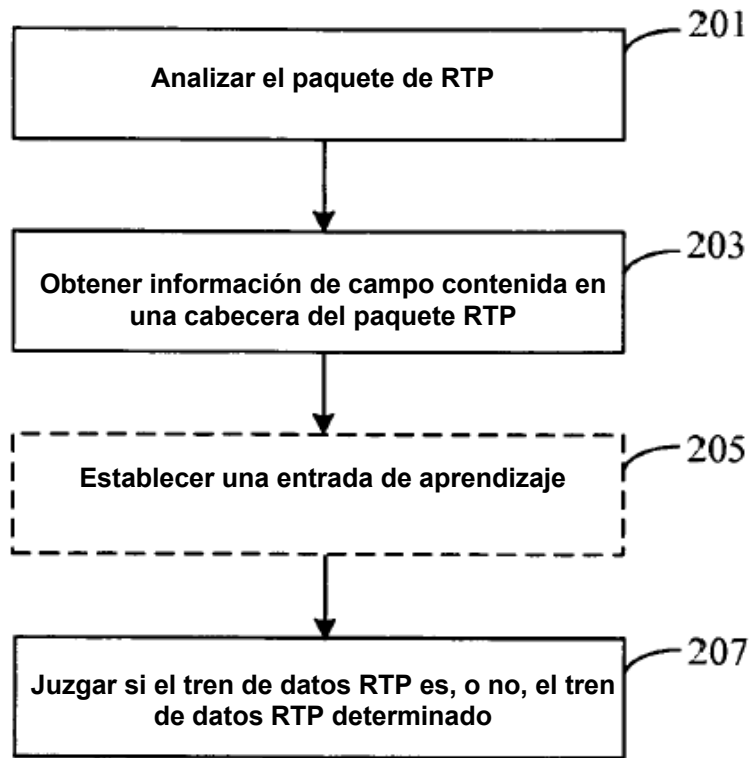 201
Analizar el paquete de RTP
203
Obtener información de campo contenida en
una cabecera del paquete RTP
205
Establecer una entrada de aprendizaje
207
Juzgar si el tren de datos RTP es, o no, el tren
de datos RTP determinado